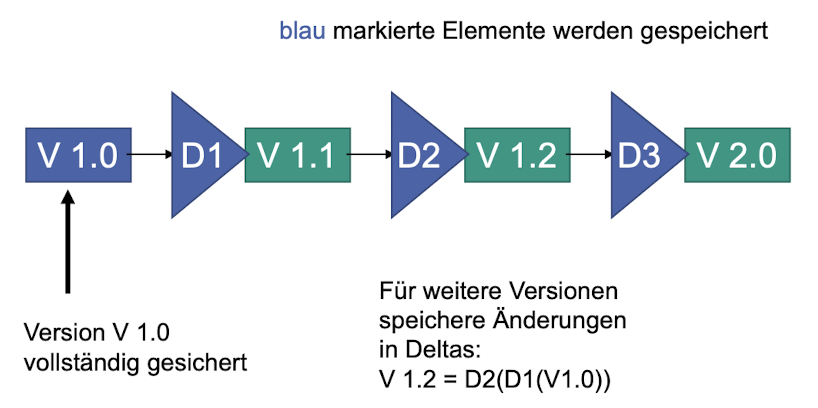 blau markierte Elemente werden gespeichert
V 1.0 D1 V 1.1 D2 V 1.2 D3 V 2.0
Version V 1.0
vollständig gesichert
Für weitere Versionen
speichere Änderungen
in Deltas:
V 1.2 = D2(D1(V1.0))